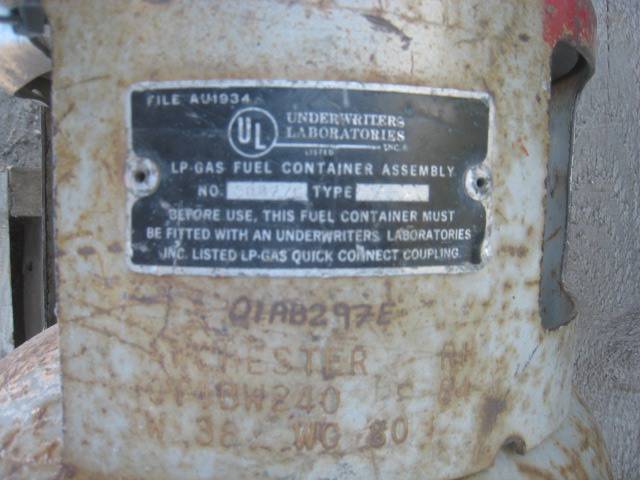 FILE AU1934
UL
UNDERWRITERS
LABORATORIES
INC.®
LISTED
LP-GAS FUEL CONTAINER ASSEMBLY
NO. TYPE
BEFORE USE, THIS FUEL CONTAINER MUST
BE FITTED WITH AN UNDERWRITERS LABORATORIES
INC. LISTED LP-GAS QUICK CONNECT COUPLING.
01AB297E
BW240
WC 80